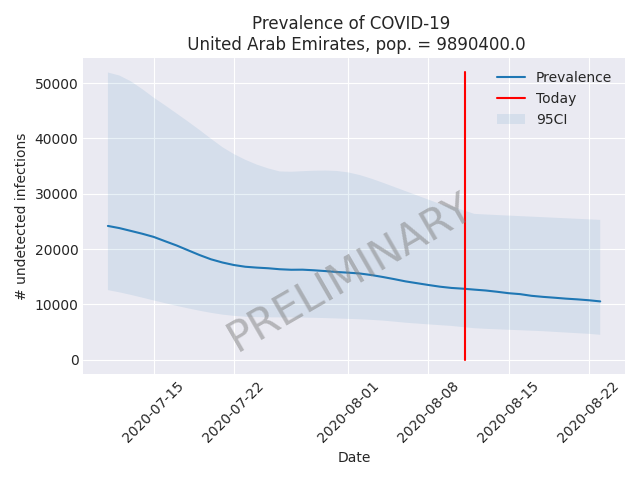 Prevalence of COVID-19
United Arab Emirates, pop. = 9890400.0
Prevalence
Today
95CI
50000
40000
30000
20000
10000
0
# undetected infections
PRELIMINARY
2020-07-15
2020-07-22
2020-08-01
2020-08-08
2020-08-15
2020-08-22
Date